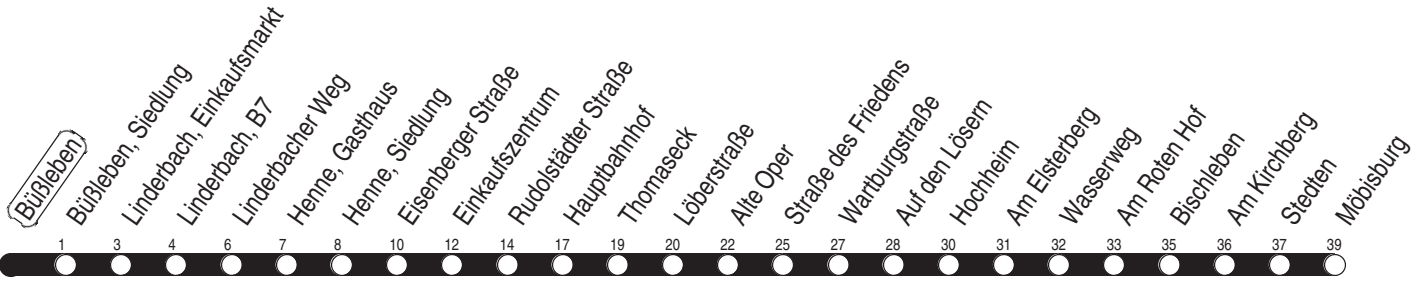 Büßleben
Büßleben, Siedlung
Linderbach, Einkaufsmarkt
Linderbach, B7
Linderbacher Weg
Henne, Gasthaus
Henne, Siedlung
Eisenberger Straße
Einkaufszentrum
Rudolstädter Straße
Hauptbahnhof
Thomaseck
Löberstraße
Alte Oper
Straße des Friedens
Wartburgstraße
Auf den Lösern
Hochheim
Am Elsterberg
Wasserweg
Am Roten Hof
Bischleben
Am Kirchberg
Stedten
Möbisburg
1 3 4 6 7 8 10 12 14 17 19 20 22 25 27 28 30 31 32 33 35 36 37 39